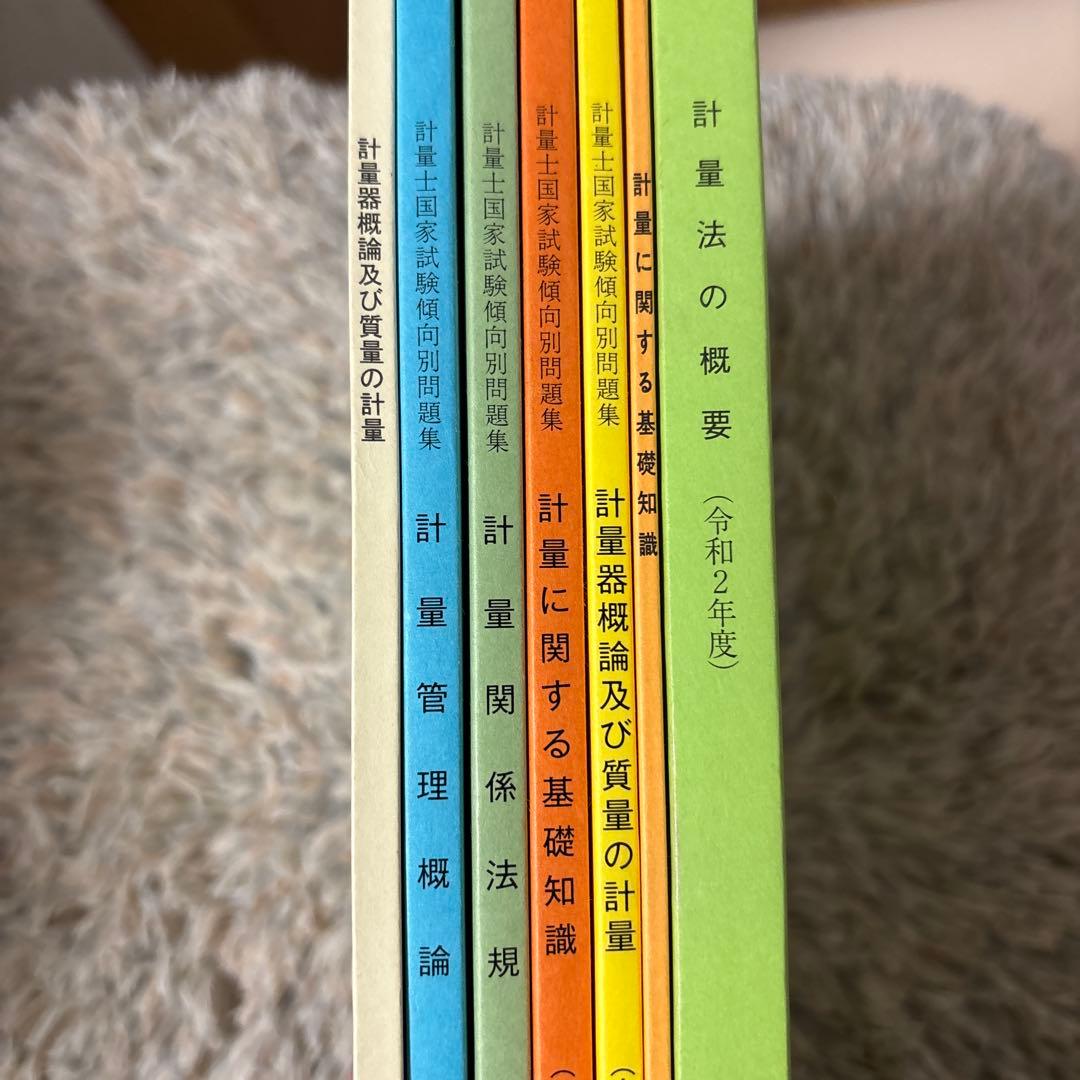 計量器概論及び質量の計量
計量士国家試験傾向別問題集 計量管理概論
計量士国家試験傾向別問題集 計量関係法規
計量士国家試験傾向別問題集 計量に関する基礎知識 (
計量士国家試験傾向別問題集 計量器概論及び質量の計量 (
計量に関する基礎知識
計量法の概要 (令和2年度)